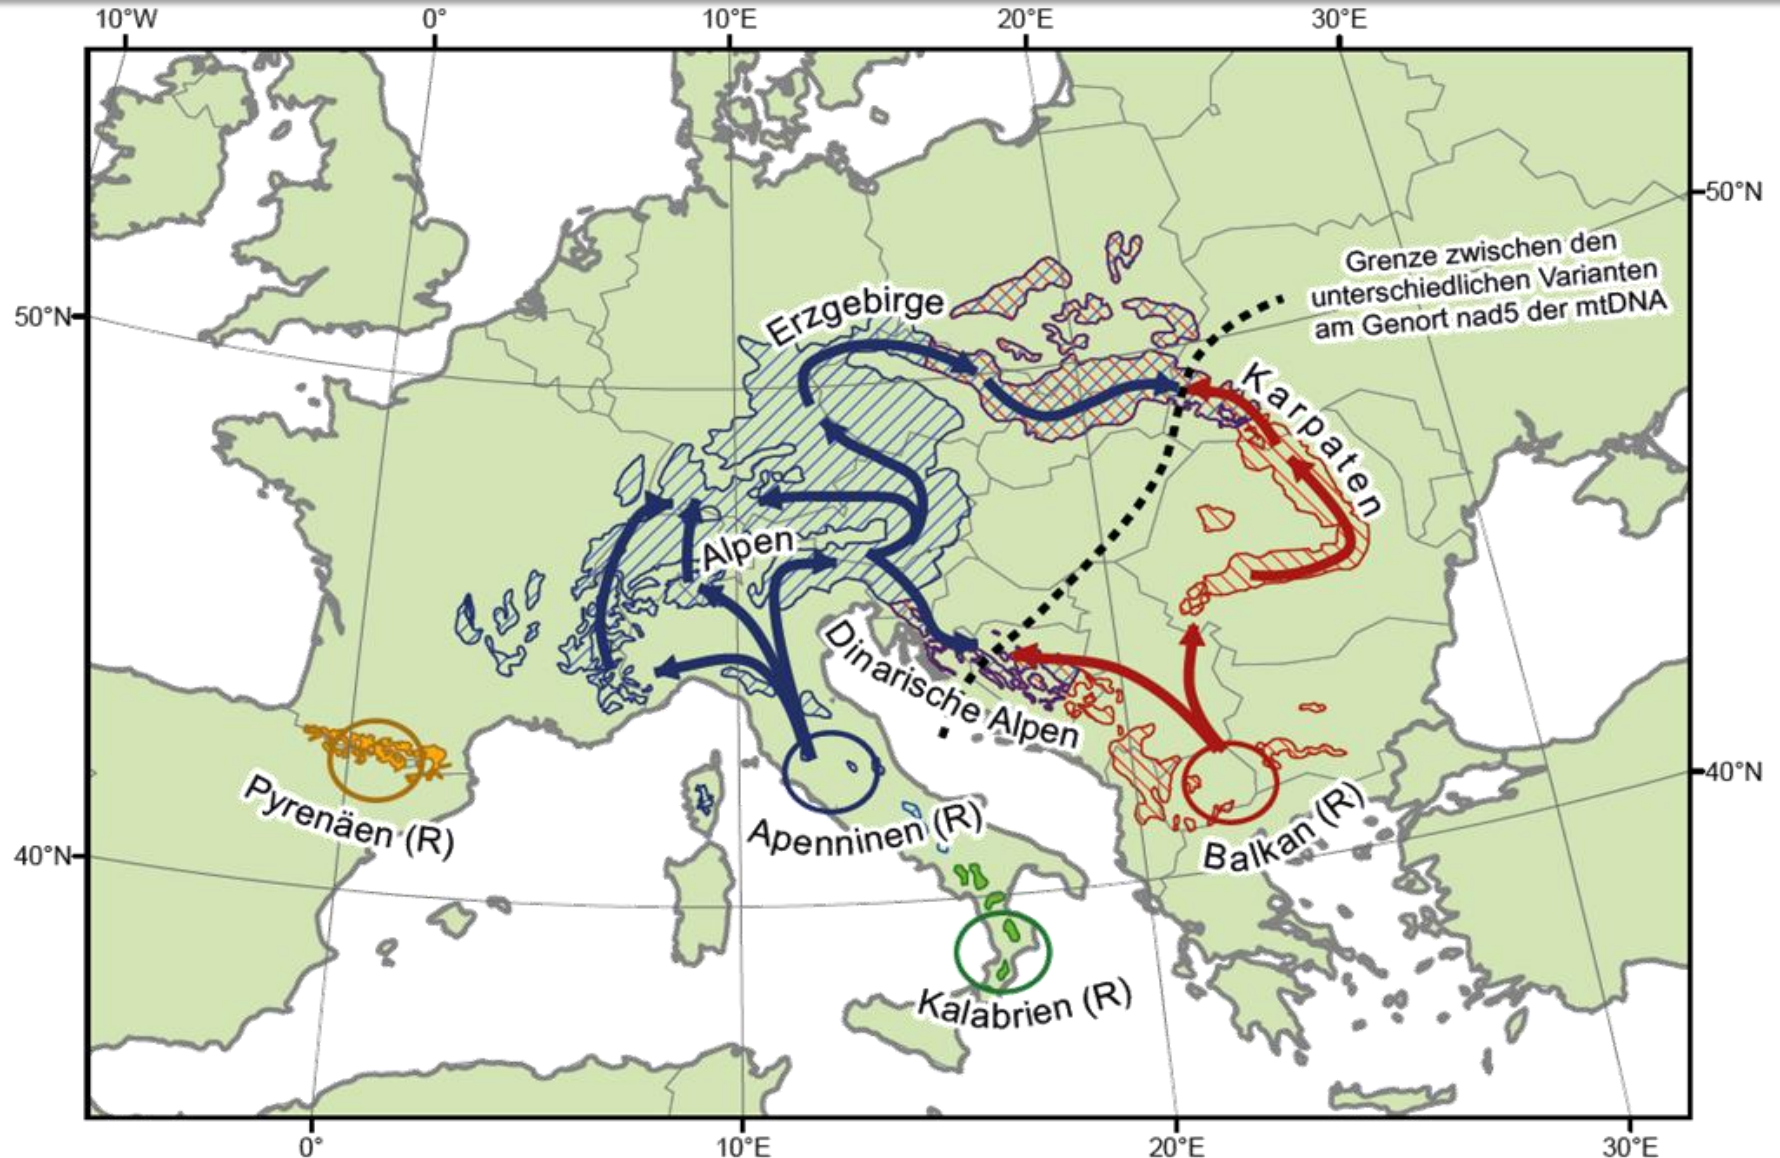 10°W
0°
10°E
20°E
30°E
50°N
Grenze zwischen den
unterschiedlichen Varianten
am Genort nad5 der mtDNA
50°N
Erzgebirge
Karpaten
Alpen
Dinarische Alpen
Pyrenäen (R)
Apenninen (R)
Balkan (R)
40°N
40°N
Kalabrien (R)
0°
10°E
20°E
30°E